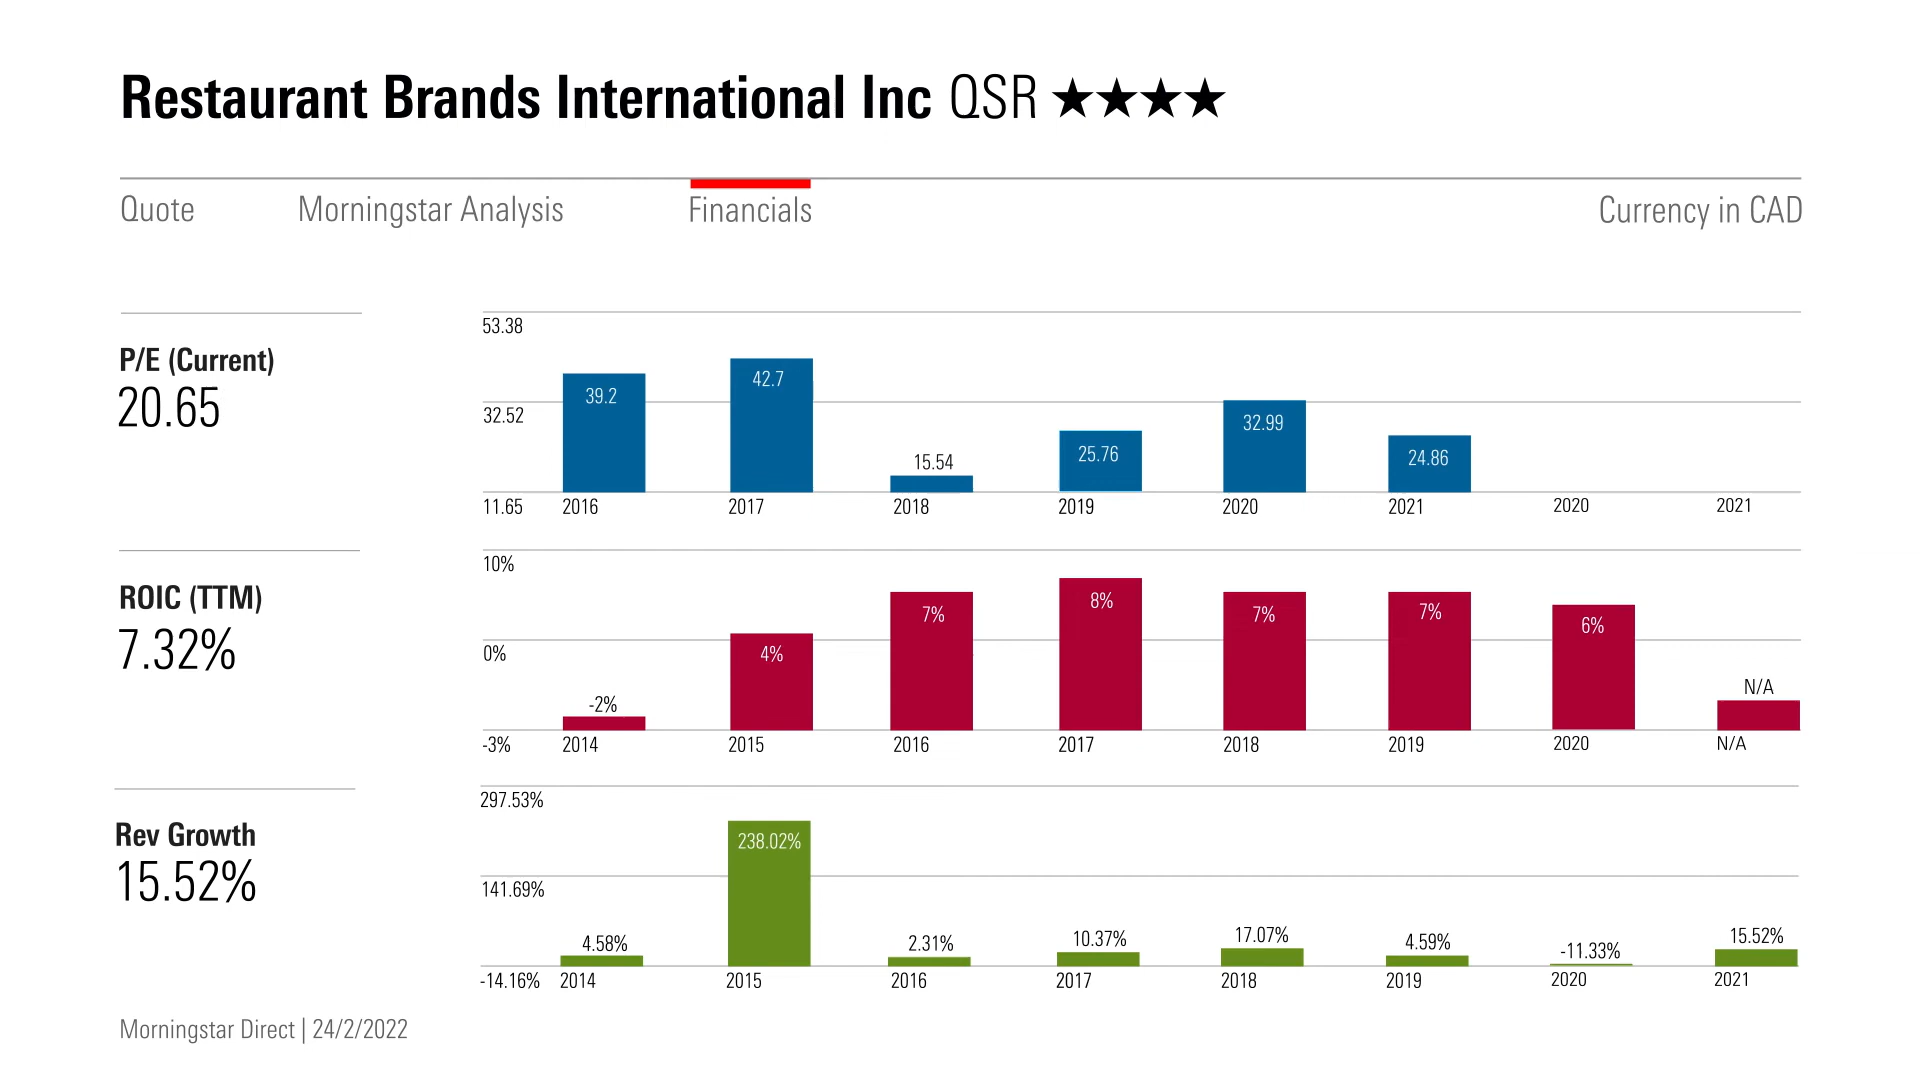 Restaurant Brands International Inc QSR ★★★★
Quote Morningstar Analysis Financials Currency in CAD
P/E (Current)
20.65
53.38
32.52
11.65
39.2 42.7 15.54 25.76 32.99 24.86
2016 2017 2018 2019 2020 2021 2020 2021
ROIC (TTM)
7.32%
10%
0%
-3%
-2% 4% 7% 8% 7% 7% 6% N/A
2014 2015 2016 2017 2018 2019 2020 N/A
Rev Growth
15.52%
297.53%
141.69%
-14.16%
4.58% 238.02% 2.31% 10.37% 17.07% 4.59% -11.33% 15.52%
2014 2015 2016 2017 2018 2019 2020 2021
Morningstar Direct | 24/2/2022